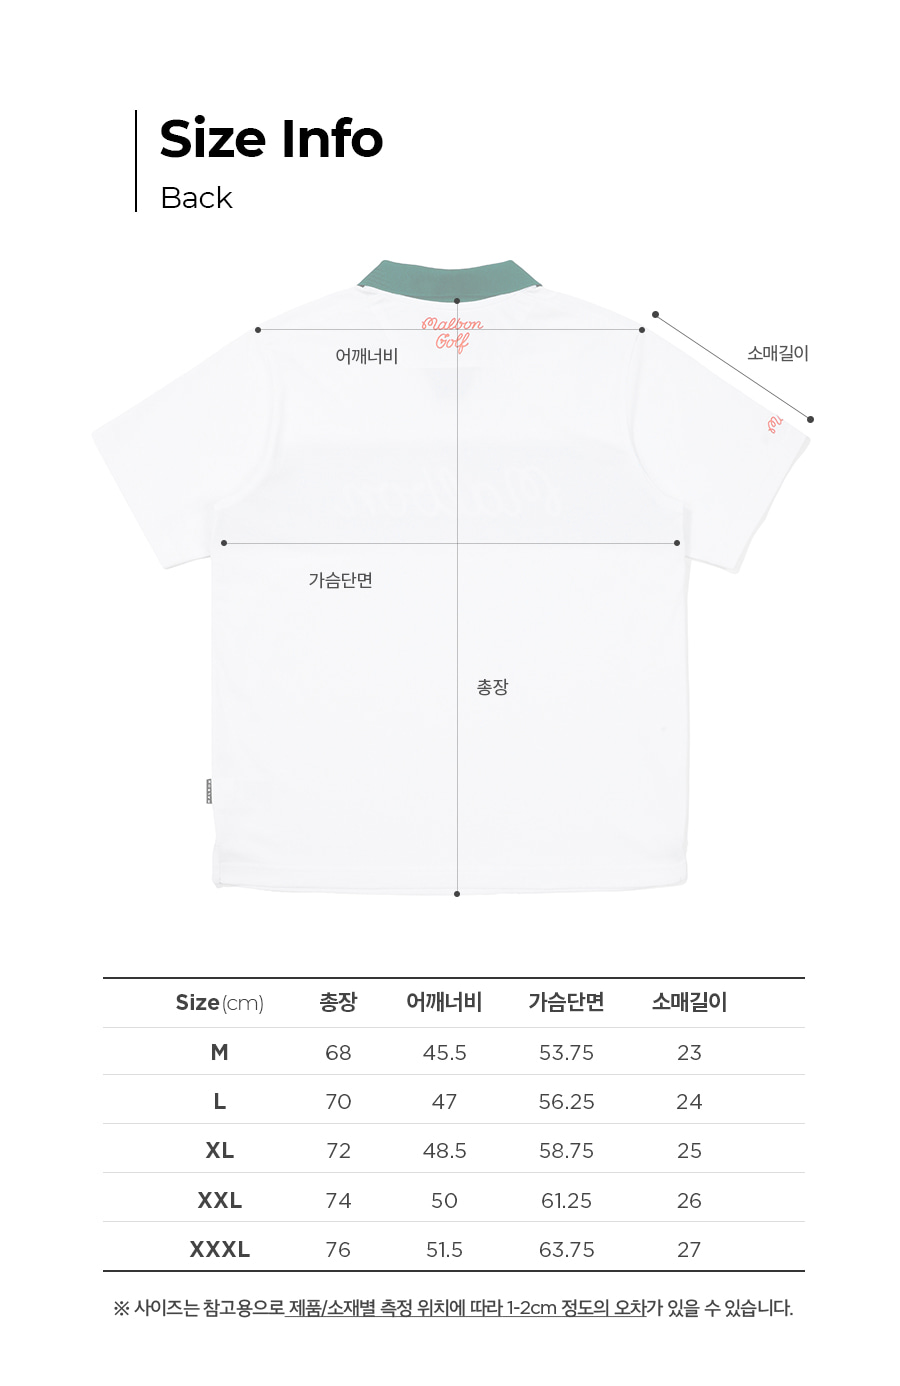 Size Info
Back
Malbon
Golf
어깨너비
소매길이
가슴단면
총장
Size(cm) 총장 어깨너비 가슴단면 소매길이
M 68 45.5 53.75 23
L 70 47 56.25 24
XL 72 48.5 58.75 25
XXL 74 50 61.25 26
XXXL 76 51.5 63.75 27
※ 사이즈는 참고용으로 제품/소재별 측정 위치에 따라 1-2cm 정도의 오차가 있을 수 있습니다.